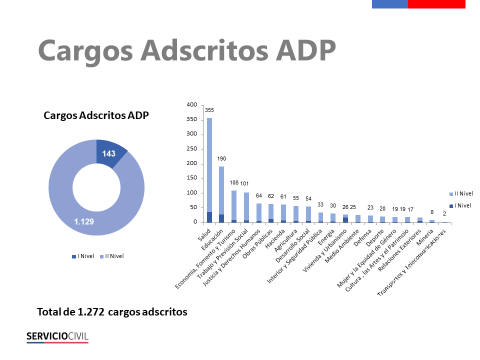 Cargos Adscritos ADP
Cargos Adscritos ADP
143
1.129
I Nivel II Nivel
400
350
300
250
200
150
100
50
0
355
190
108
101
64
62
61
55
54
33
30
26
25
23
20
19
19
17
8
2
Salud
Educación
Economía, Fomento y Turismo
Trabajo y Previsión Social
Justicia y Derechos Humanos
Obras Públicas
Hacienda
Agricultura
Desarrollo Social
Interior y Seguridad Pública
Energía
Vivienda y Urbanismo
Medio Ambiente
Defensa
Deporte
Mujer y la Equidad de Género
Cultura , las Artes y el Patrimonio
Relaciones Exteriores
Minería
Transportes y Telecomunicaciones
II Nivel
I Nivel
Total de 1.272 cargos adscritos
SERVICIO CIVIL